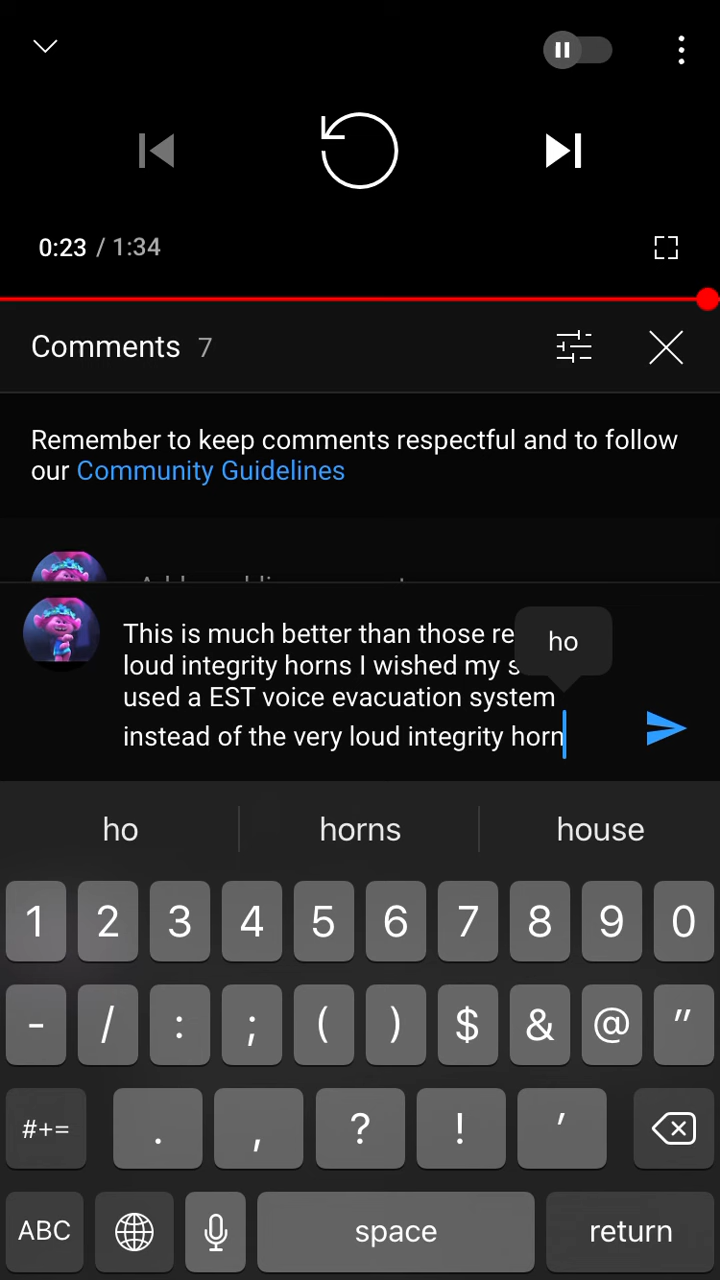 0:23 / 1:34
Comments 7
Remember to keep comments respectful and to follow
our Community Guidelines
This is much better than those
ho
loud integrity horns I wished my
used a EST voice evacuation system
instead of the very loud integrity horn
ho horns house
1 2 3 4 5 6 7 8 9 0
- / : ; ( ) $ & @ "
#+= . , ? ! '
ABC space return